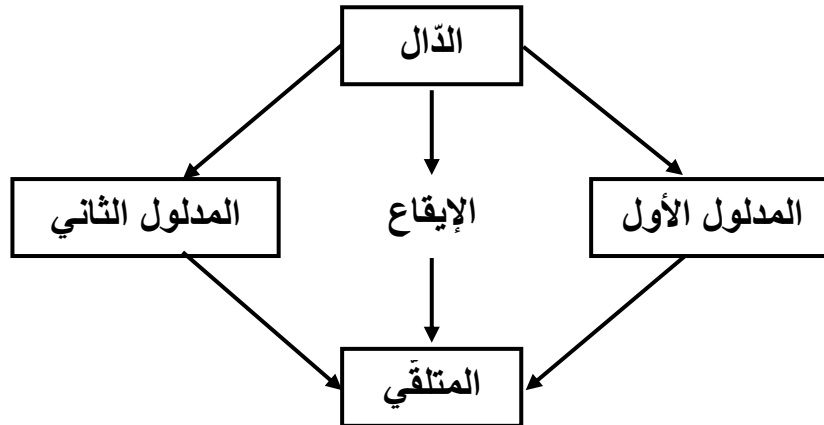 الدّال
المدلول الأول
الإيقاع
المدلول الثاني
المتلقّي